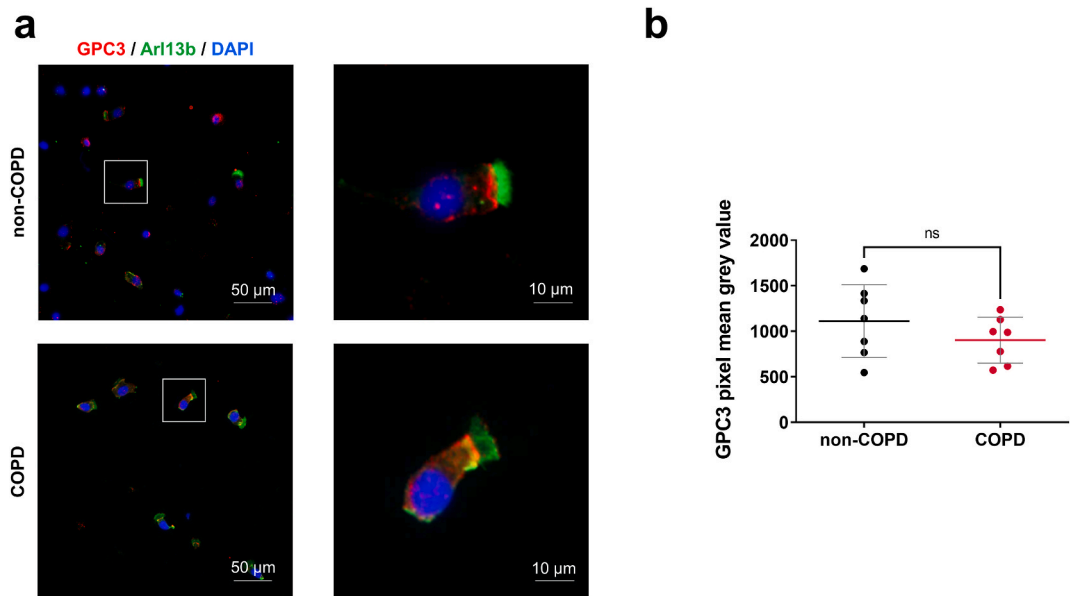 a
GPC3 / Arl13b / DAPI
non-COPD
50 µm
10 µm
COPD
50 µm
10 µm
b
GPC3 pixel mean grey value
2000
1500
1000
500
0
ns
non-COPD
COPD